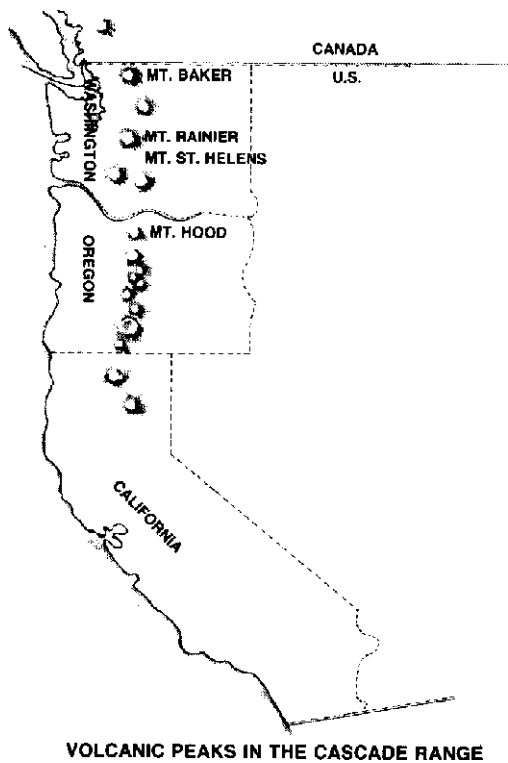 CANADA
U.S.
MT. BAKER
WASHINGTON
MT. RAINIER
MT. ST. HELENS
MT. HOOD
OREGON
CALIFORNIA
VOLCANIC PEAKS IN THE CASCADE RANGE